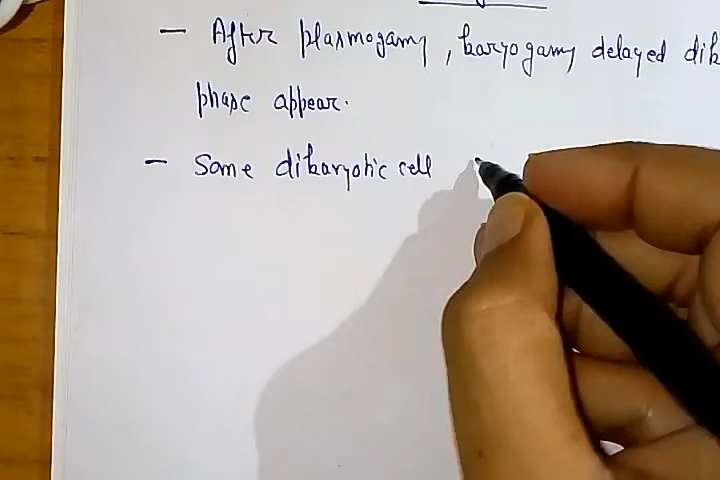 - After plasmogamy, karyogamy delayed dik
phase appear.
- Some dikaryotic cell